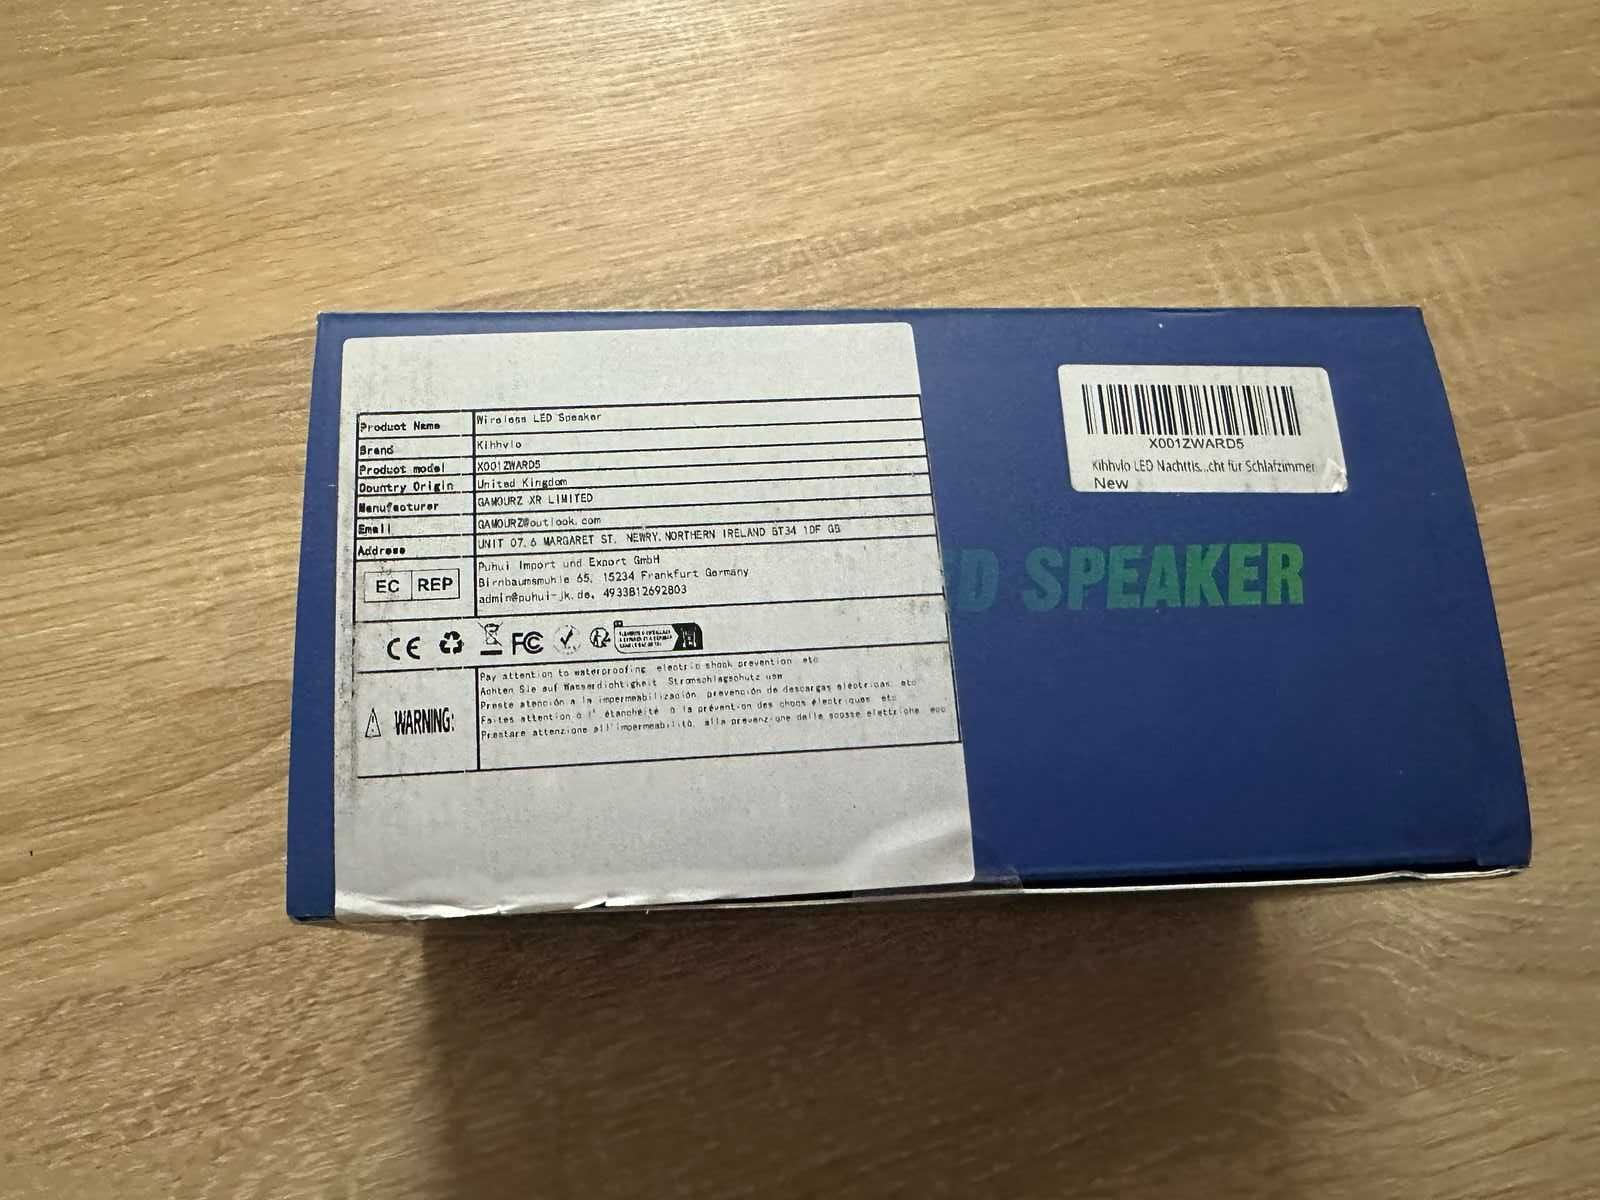 Product Name Wireless LED Speaker
Brand Kihhvlo
Product model X001ZWARD5
Country Origin United Kingdom
Manufacturer GAMOURZ XR LIMITED
Email GAMOURZ@outlook.com
Address UNIT 07, 6 MARGARET ST, NEWRY, NORTHERN IRELAND BT34 1DF GB
EC REP
Puhui Import und Export GmbH
Birnbaumsmuhle 65, 15234 Frankfurt Germany
admin@puhui-jk.de, 4933812692803
CE FC
WARNING:
Pay attention to waterproofing, electric shock prevention, etc
Achten Sie auf Wasserdichtigkeit Stromschlagschutz usw
Preste atención a la impermeabilización, prevención de descargas eléctricas, etc
Faites attention à l'étanchéité à la prévention des chocs électriques, etc
Prestare attenzione all'impermeabilità, alla prevenzione delle scosse elettriche, ecc
X001ZWARD5
Kihhvlo LED Nachttis...cht für Schlafzimmer
New
ED SPEAKER